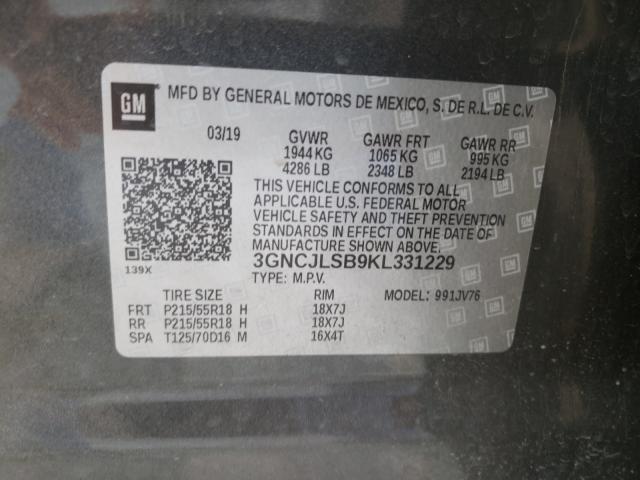 GM MFD BY GENERAL MOTORS DE MEXICO, S. DE R.L. DE C.V.
03/19 GVWR GAWR FRT GAWR RR
1944 KG 1065 KG 995 KG
4286 LB 2348 LB 2194 LB
THIS VEHICLE CONFORMS TO ALL
APPLICABLE U.S. FEDERAL MOTOR
VEHICLE SAFETY AND THEFT PREVENTION
STANDARDS IN EFFECT ON THE DATE OF
MANUFACTURE SHOWN ABOVE.
139X 3GNCJLSB9KL331229
TYPE: M.P.V.
TIRE SIZE RIM MODEL: 991JV76
FRT P215/55R18 H 18X7J
RR P215/55R18 H 18X7J
SPA T125/70D16 M 16X4T